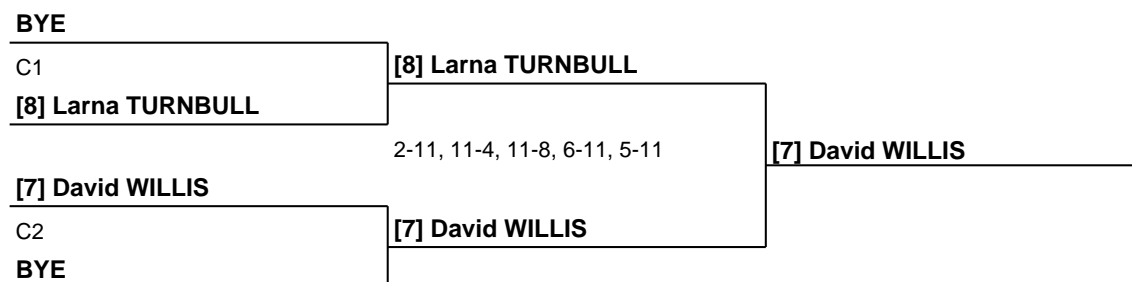 BYE
C1
[8] Larna TURNBULL
[8] Larna TURNBULL
2-11, 11-4, 11-8, 6-11, 5-11
[7] David WILLIS
[7] David WILLIS
C2
[7] David WILLIS
BYE